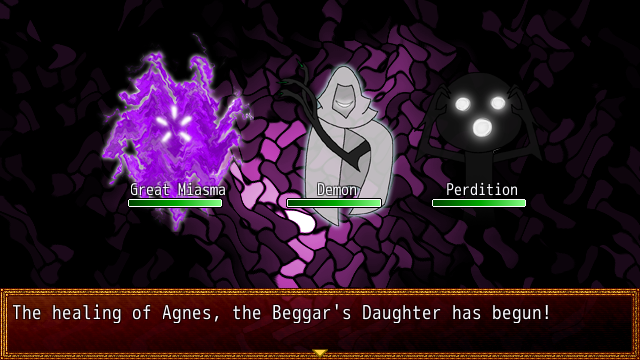 Great Miasma
Demon
Perdition
The healing of Agnes, the Beggar's Daughter has begun!